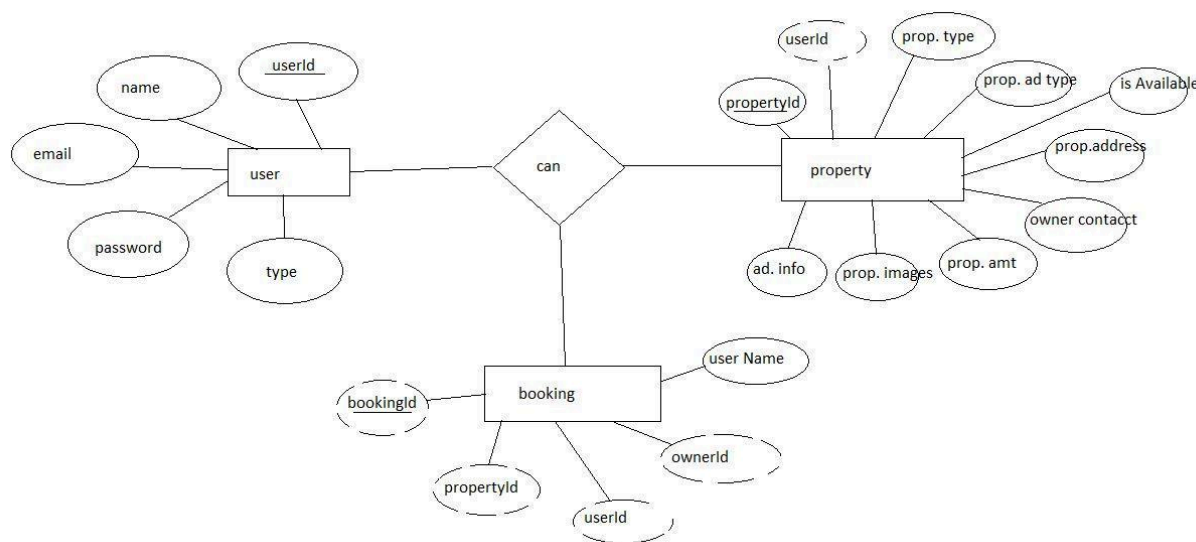 userId
name
email
user
password
type
can
userId
prop. type
prop. ad type
is Available
propertyId
prop.address
property
owner contacct
ad. info
prop. images
prop. amt
user Name
booking
bookingId
ownerId
propertyId
userId